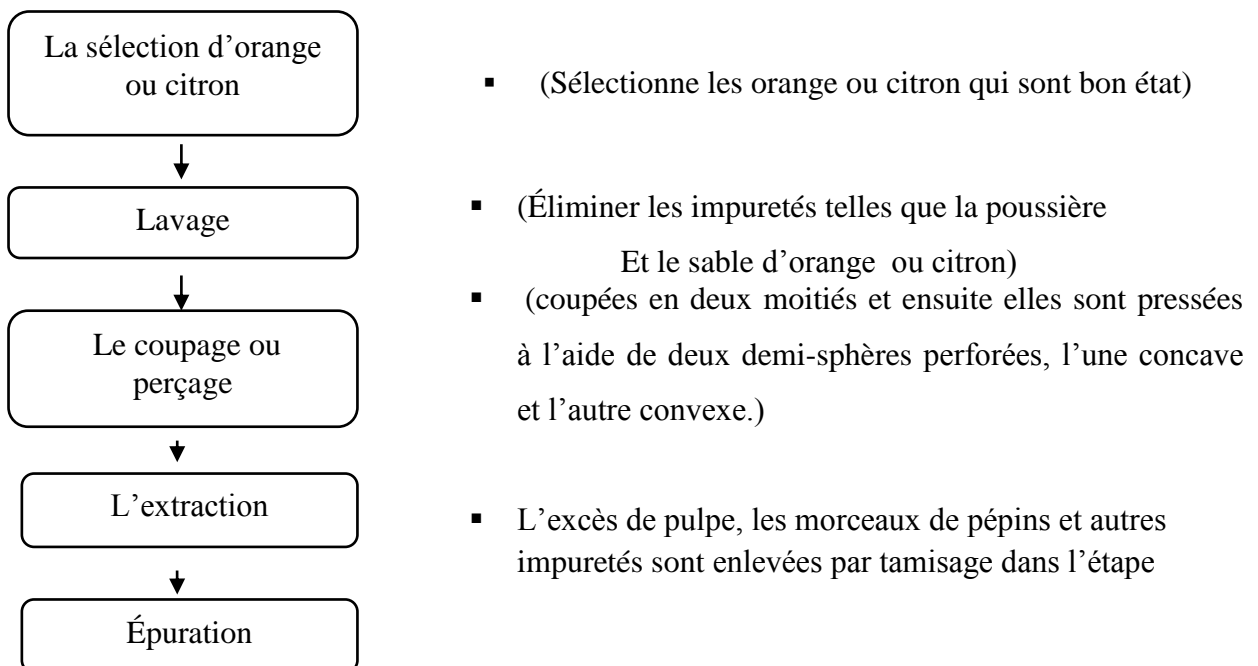 La sélection d’orange
ou citron
▪ (Sélectionne les orange ou citron qui sont bon état)
Lavage
▪ (Éliminer les impuretés telles que la poussière
Et le sable d’orange ou citron)
Le coupage ou
perçage
▪ (coupées en deux moitiés et ensuite elles sont pressées
à l’aide de deux demi-sphères perforées, l’une concave
et l’autre convexe.)
L’extraction
▪ L’excès de pulpe, les morceaux de pépins et autres
impuretés sont enlevées par tamisage dans l’étape
Épuration